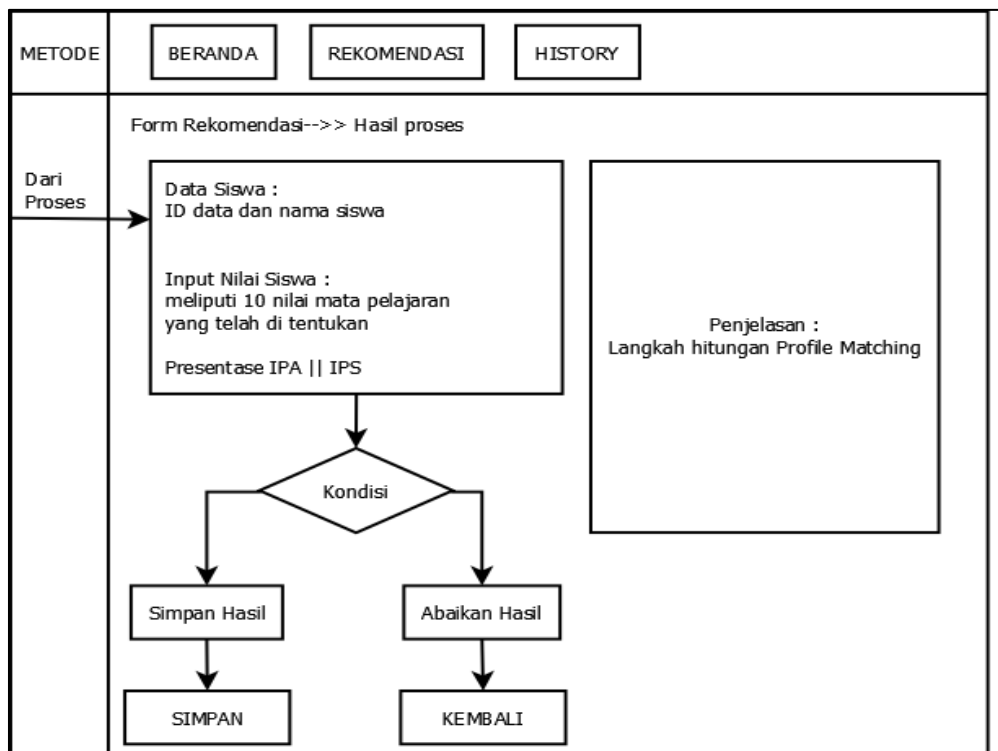 METODE
BERANDA
REKOMENDASI
HISTORY
Form Rekomendasi-->> Hasil proses
Dari
Proses
Data Siswa :
ID data dan nama siswa
Input Nilai Siswa :
meliputi 10 nilai mata pelajaran
yang telah di tentukan
Presentase IPA || IPS
Penjelasan :
Langkah hitungan Profile Matching
Kondisi
Simpan Hasil
Abaikan Hasil
SIMPAN
KEMBALI